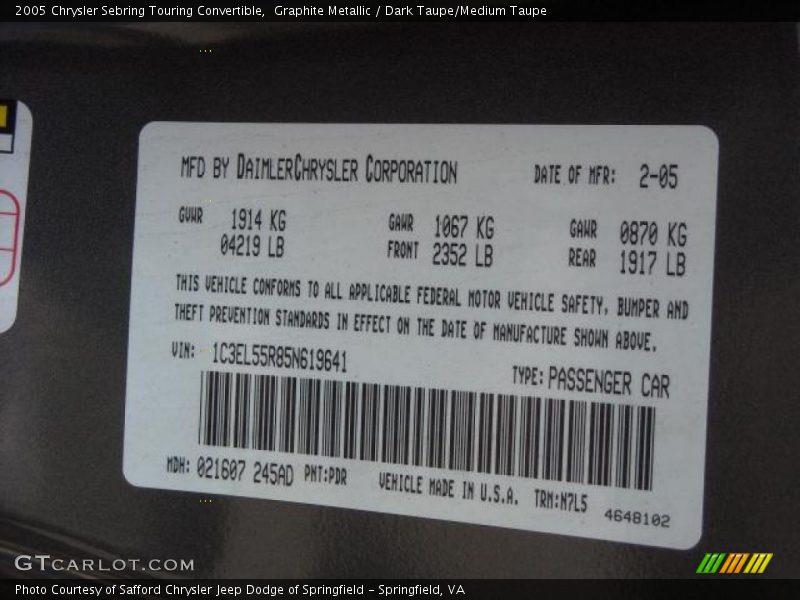 2005 Chrysler Sebring Touring Convertible,  Graphite Metallic / Dark Taupe/Medium Taupe
MFD BY DAIMLERCHRYSLER CORPORATION DATE OF MFR: 2-05
GVWR 1914 KG GAWR 1067 KG GAWR 0870 KG
04219 LB FRONT 2352 LB REAR 1917 LB
THIS VEHICLE CONFORMS TO ALL APPLICABLE FEDERAL MOTOR VEHICLE SAFETY, BUMPER AND
THEFT PREVENTION STANDARDS IN EFFECT ON THE DATE OF MANUFACTURE SHOWN ABOVE.
VIN: 1C3EL55R85N619641 TYPE: PASSENGER CAR
MDH: 021607 245AD PNT:PDR VEHICLE MADE IN U.S.A. TRM:N7L5
4648102
GTCARLOT.COM
Photo Courtesy of Safford Chrysler Jeep Dodge of Springfield - Springfield, VA